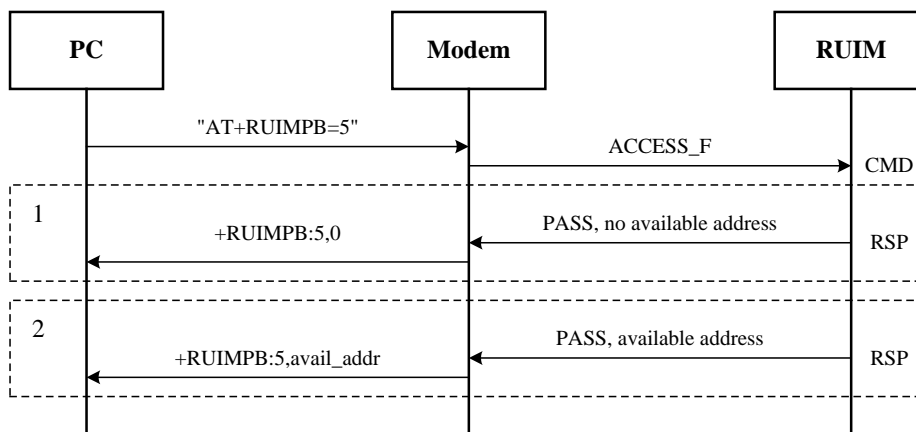 PC
Modem
RUIM
"AT+RUIMPB=5"
ACCESS_F
CMD
1
PASS, no available address
+RUIMPB:5,0
RSP
2
PASS, available address
+RUIMPB:5,avail_addr
RSP